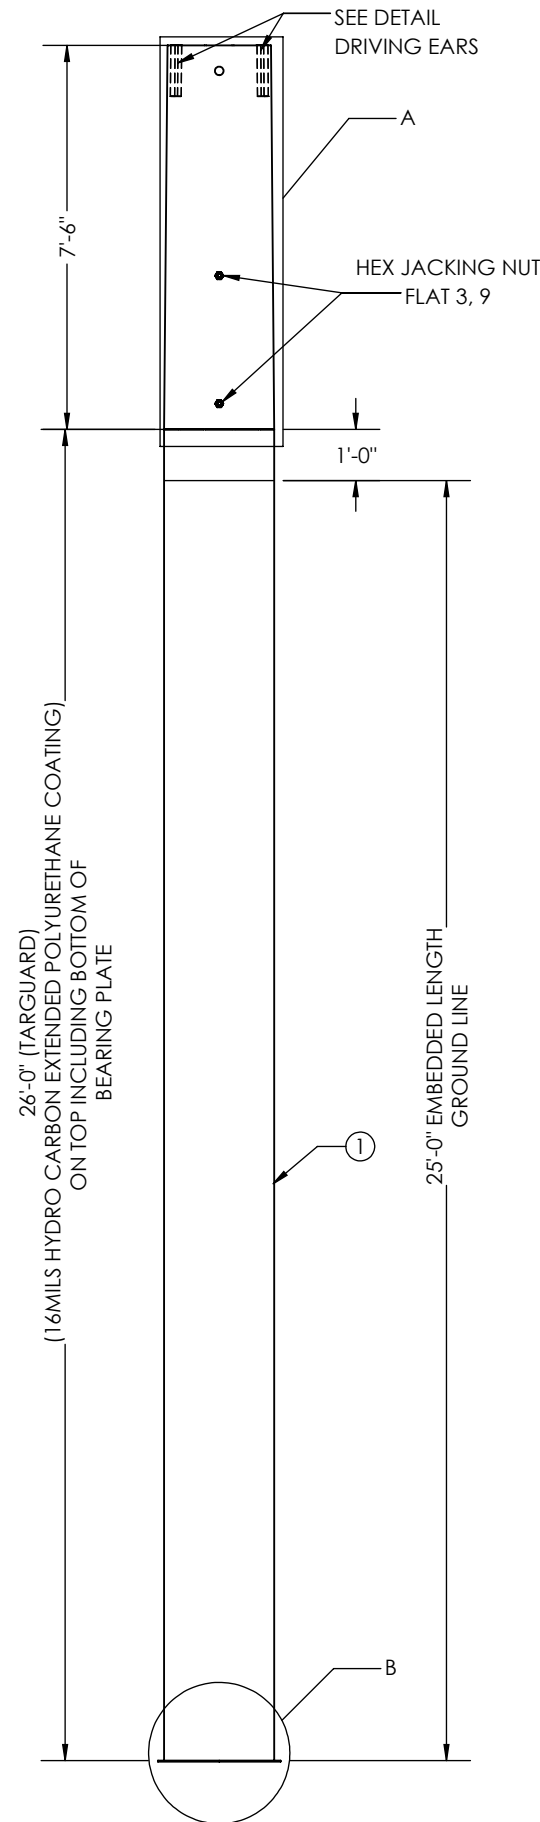 SEE DETAIL
DRIVING EARS
A
7'-6"
HEX JACKING NUT
FLAT 3, 9
1'-0"
26'-0" (TARGUARD)
(16MILS HYDRO CARBON EXTENDED POLYURETHANE COATING)
ON TOP INCLUDING BOTTOM OF
BEARING PLATE
25'-0" EMBEDDED LENGTH
GROUND LINE
1
B